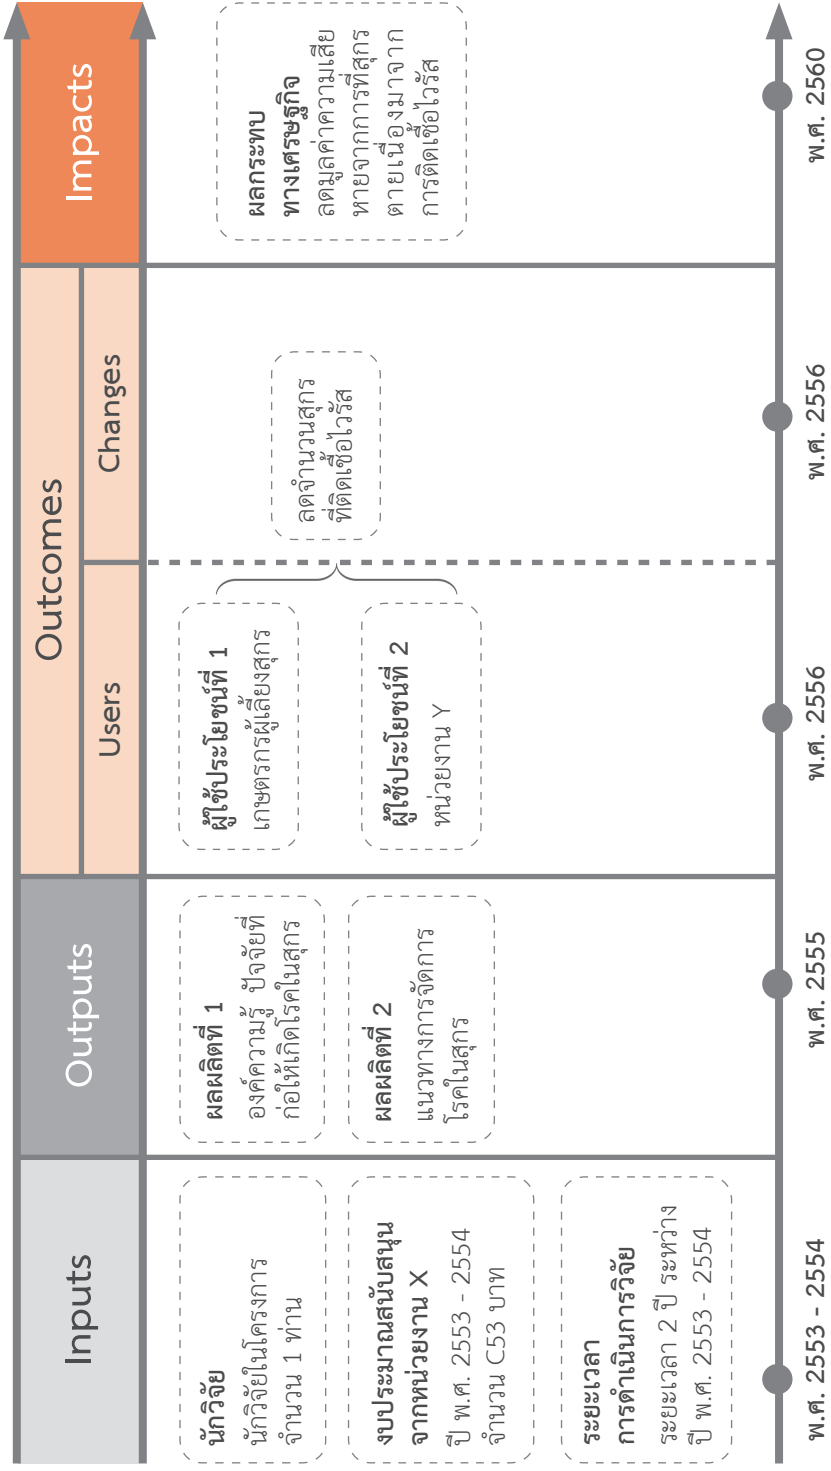 Inputs
Outputs
Outcomes
Impacts
Users
Changes
นักวิจัย
นักวิจัยในโครงการ
จำนวน 1 ท่าน
งบประมาณสนับสนุน
จากหน่วยงาน X
ปี พ.ศ. 2553 - 2554
จำนวน C53 บาท
ระยะเวลา
การดำเนินการวิจัย
ระยะเวลา 2 ปี ระหว่าง
ปี พ.ศ. 2553 - 2554
ผลผลิตที่ 1
องค์ความรู้ ปัจจัยที่
ก่อให้เกิดโรคในสุกร
ผลผลิตที่ 2
แนวทางการจัดการ
โรคในสุกร
ผู้ใช้ประโยชน์ที่ 1
เกษตรกรผู้เลี้ยงสุกร
ผู้ใช้ประโยชน์ที่ 2
หน่วยงาน Y
ลดจำนวนสุกร
ที่ติดเชื้อไวรัส
ผลกระทบ
ทางเศรษฐกิจ
ลดมูลค่าความเสีย
หายจากการที่สุกร
ตายเนื่องมาจาก
การติดเชื้อไวรัส
พ.ศ. 2553 - 2554
พ.ศ. 2555
พ.ศ. 2556
พ.ศ. 2556
พ.ศ. 2560